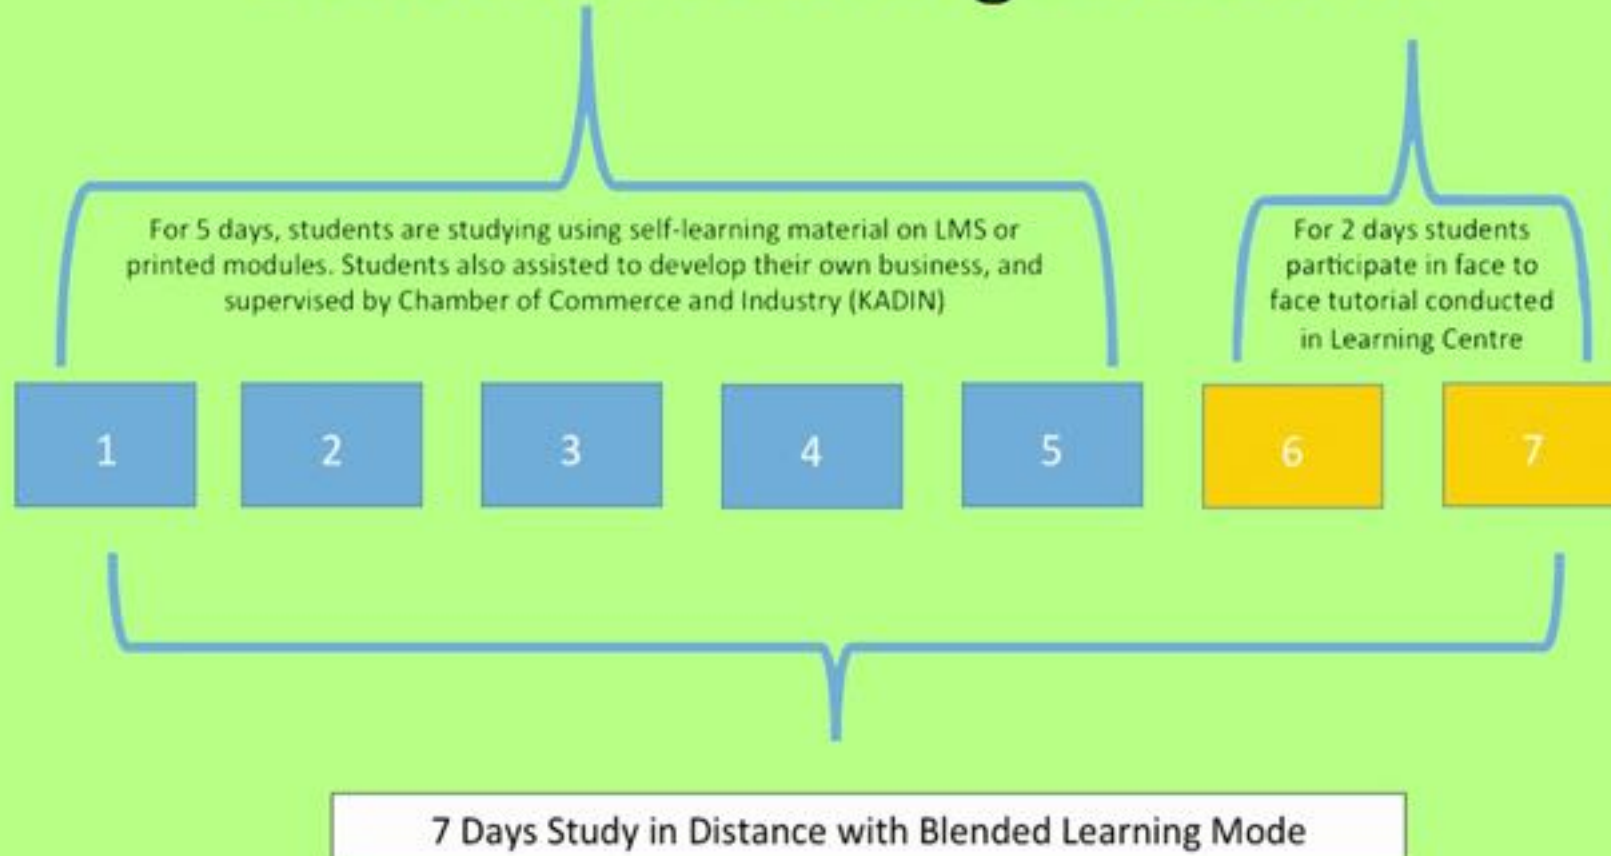 For 5 days, students are studying using self-learning material on LMS or
printed modules. Students also assisted to develop their own business, and
supervised by Chamber of Commerce and Industry (KADIN)
For 2 days students
participate in face to
face tutorial conducted
in Learning Centre
1 2 3 4 5 6 7
7 Days Study in Distance with Blended Learning Mode